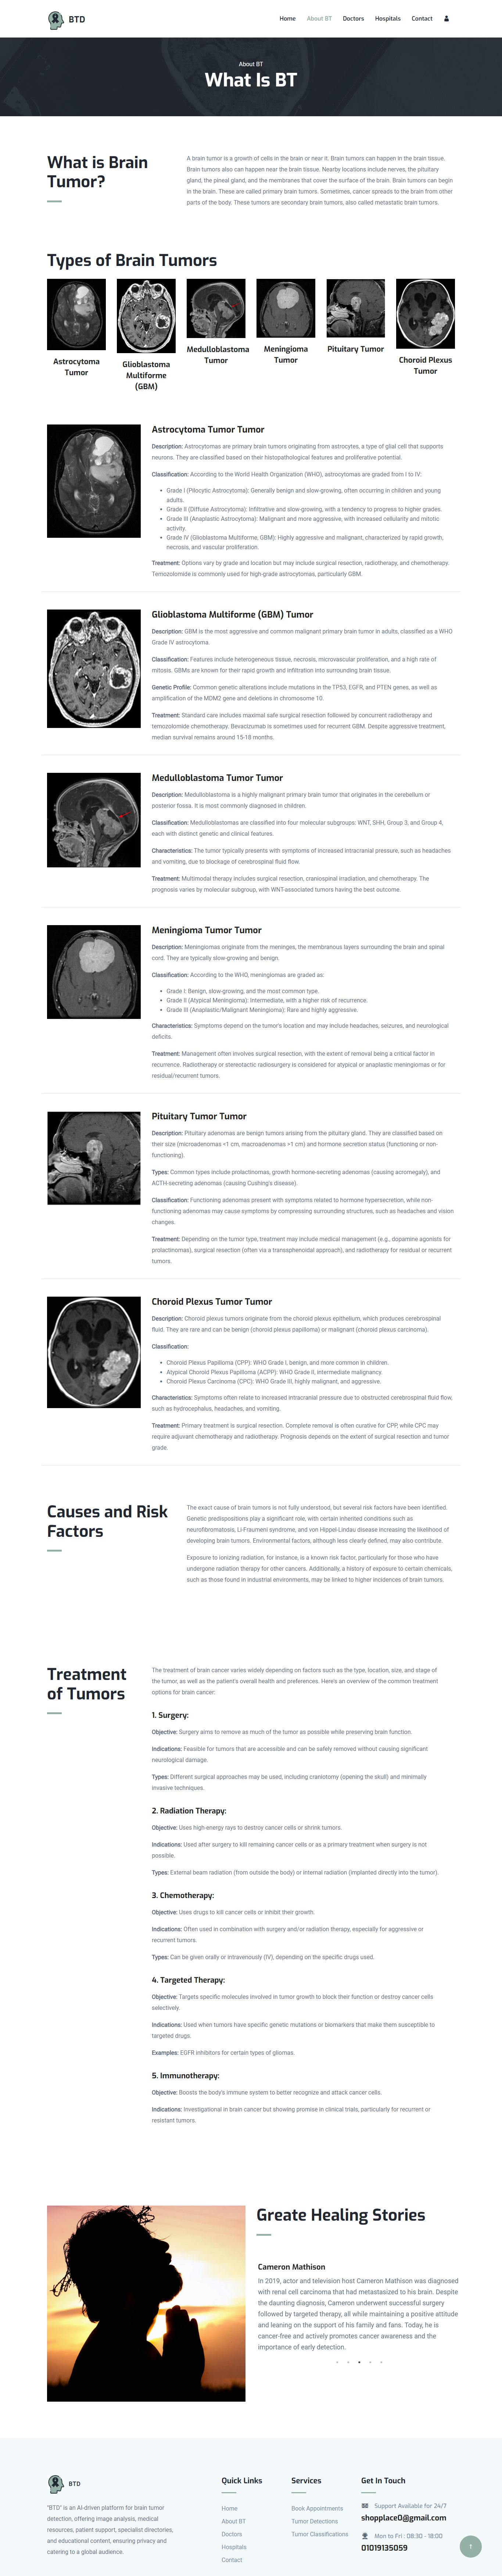 BTD
Home
About BT
Doctors
Hospitals
Contact
About BT
What Is BT
What is Brain
Tumor?
A brain tumor is a growth of cells in the brain or near it. Brain tumors can happen in the brain tissue.
Brain tumors also can happen near the brain tissue. Nearby locations include nerves, the pituitary
gland, the pineal gland, and the membranes that cover the surface of the brain. Brain tumors can begin
in the brain. These are called primary brain tumors. Sometimes, cancer spreads to the brain from other
parts of the body. These tumors are secondary brain tumors, also called metastatic brain tumors.
Types of Brain Tumors
Astrocytoma
Tumor
Glioblastoma
Multiforme
(GBM)
Medulloblastoma
Tumor
Meningioma
Tumor
Pituitary Tumor
Choroid Plexus
Tumor
Astrocytoma Tumor Tumor
Description: Astrocytomas are primary brain tumors originating from astrocytes, a type of glial cell that supports
neurons. They are classified based on their histopathological features and proliferative potential.
Classification: According to the World Health Organization (WHO), astrocytomas are graded from I to IV:
• Grade I (Pilocytic Astrocytoma): Generally benign and slow-growing, often occurring in children and young
adults.
• Grade II (Diffuse Astrocytoma): Infiltrative and slow-growing, with a tendency to progress to higher grades.
• Grade III (Anaplastic Astrocytoma): Malignant and more aggressive, with increased cellularity and mitotic
activity.
• Grade IV (Glioblastoma Multiforme, GBM): Highly aggressive and malignant, characterized by rapid growth,
necrosis, and vascular proliferation.
Treatment: Options vary by grade and location but may include surgical resection, radiotherapy, and chemotherapy.
Temozolomide is commonly used for high-grade astrocytomas, particularly GBM.
Glioblastoma Multiforme (GBM) Tumor
Description: GBM is the most aggressive and common malignant primary brain tumor in adults, classified as a WHO
Grade IV astrocytoma.
Classification: Features include heterogeneous tissue, necrosis, microvascular proliferation, and a high rate of
mitosis. GBMs are known for their rapid growth and infiltration into surrounding brain tissue.
Genetic Profile: Common genetic alterations include mutations in the TP53, EGFR, and PTEN genes, as well as
amplification of the MDM2 gene and deletions in chromosome 10.
Treatment: Standard care includes maximal safe surgical resection followed by concurrent radiotherapy and
temozolomide chemotherapy. Bevacizumab is sometimes used for recurrent GBM. Despite aggressive treatment,
median survival remains around 15-18 months.
Medulloblastoma Tumor Tumor
Description: Medulloblastoma is a highly malignant primary brain tumor that originates in the cerebellum or
posterior fossa. It is most commonly diagnosed in children.
Classification: Medulloblastomas are classified into four molecular subgroups: WNT, SHH, Group 3, and Group 4,
each with distinct genetic and clinical features.
Characteristics: The tumor typically presents with symptoms of increased intracranial pressure, such as headaches
and vomiting, due to blockage of cerebrospinal fluid flow.
Treatment: Multimodal therapy includes surgical resection, craniospinal irradiation, and chemotherapy. The
prognosis varies by molecular subgroup, with WNT-associated tumors having the best outcome.
Meningioma Tumor Tumor
Description: Meningiomas originate from the meninges, the membranous layers surrounding the brain and spinal
cord. They are typically slow-growing and benign.
Classification: According to the WHO, meningiomas are graded as:
• Grade I: Benign, slow-growing, and the most common type.
• Grade II (Atypical Meningioma): Intermediate, with a higher risk of recurrence.
• Grade III (Anaplastic/Malignant Meningioma): Rare and highly aggressive.
Characteristics: Symptoms depend on the tumor's location and may include headaches, seizures, and neurological
deficits.
Treatment: Management often involves surgical resection, with the extent of removal being a critical factor in
recurrence. Radiotherapy or stereotactic radiosurgery is considered for atypical or anaplastic meningiomas or for
residual/recurrent tumors.
Pituitary Tumor Tumor
Description: Pituitary adenomas are benign tumors arising from the pituitary gland. They are classified based on
their size (microadenomas <1 cm, macroadenomas >1 cm) and hormone secretion status (functioning or non-
functioning).
Types: Common types include prolactinomas, growth hormone-secreting adenomas (causing acromegaly), and
ACTH-secreting adenomas (causing Cushing's disease).
Classification: Functioning adenomas present with symptoms related to hormone hypersecretion, while non-
functioning adenomas may cause symptoms by compressing surrounding structures, such as headaches and vision
changes.
Treatment: Depending on the tumor type, treatment may include medical management (e.g., dopamine agonists for
prolactinomas), surgical resection (often via a transsphenoidal approach), and radiotherapy for residual or recurrent
tumors.
Choroid Plexus Tumor Tumor
Description: Choroid plexus tumors originate from the choroid plexus epithelium, which produces cerebrospinal
fluid. They are rare and can be benign (choroid plexus papilloma) or malignant (choroid plexus carcinoma).
Classification:
• Choroid Plexus Papilloma (CPP): WHO Grade I, benign, and more common in children.
• Atypical Choroid Plexus Papilloma (ACPP): WHO Grade II, intermediate malignancy.
• Choroid Plexus Carcinoma (CPC): WHO Grade III, highly malignant, and aggressive.
Characteristics: Symptoms often relate to increased intracranial pressure due to obstructed cerebrospinal fluid flow,
such as hydrocephalus, headaches, and vomiting.
Treatment: Primary treatment is surgical resection. Complete removal is often curative for CPP, while CPC may
require adjuvant chemotherapy and radiotherapy. Prognosis depends on the extent of surgical resection and tumor
grade.
Causes and Risk
Factors
The exact cause of brain tumors is not fully understood, but several risk factors have been identified.
Genetic predispositions play a significant role, with certain inherited conditions such as
neurofibromatosis, Li-Fraumeni syndrome, and von Hippel-Lindau disease increasing the likelihood of
developing brain tumors. Environmental factors, although less clearly defined, may also contribute.
Exposure to ionizing radiation, for instance, is a known risk factor, particularly for those who have
undergone radiation therapy for other cancers. Additionally, a history of exposure to certain chemicals,
such as those found in industrial environments, may be linked to higher incidences of brain tumors.
Treatment
of Tumors
The treatment of brain cancer varies widely depending on factors such as the type, location, size, and stage of
the tumor, as well as the patient's overall health and preferences. Here's an overview of the common treatment
options for brain cancer:
1. Surgery:
Objective: Surgery aims to remove as much of the tumor as possible while preserving brain function.
Indications: Feasible for tumors that are accessible and can be safely removed without causing significant
neurological damage.
Types: Different surgical approaches may be used, including craniotomy (opening the skull) and minimally
invasive techniques.
2. Radiation Therapy:
Objective: Uses high-energy rays to destroy cancer cells or shrink tumors.
Indications: Used after surgery to kill remaining cancer cells or as a primary treatment when surgery is not
possible.
Types: External beam radiation (from outside the body) or internal radiation (implanted directly into the tumor).
3. Chemotherapy:
Objective: Uses drugs to kill cancer cells or inhibit their growth.
Indications: Often used in combination with surgery and/or radiation therapy, especially for aggressive or
recurrent tumors.
Types: Can be given orally or intravenously (IV), depending on the specific drugs used.
4. Targeted Therapy:
Objective: Targets specific molecules involved in tumor growth to block their function or destroy cancer cells
selectively.
Indications: Used when tumors have specific genetic mutations or biomarkers that make them susceptible to
targeted drugs.
Examples: EGFR inhibitors for certain types of gliomas.
5. Immunotherapy:
Objective: Boosts the body's immune system to better recognize and attack cancer cells.
Indications: Investigational in brain cancer but showing promise in clinical trials, particularly for recurrent or
resistant tumors.
Greate Healing Stories
Cameron Mathison
In 2019, actor and television host Cameron Mathison was diagnosed
with renal cell carcinoma that had metastasized to his brain. Despite
the daunting diagnosis, Cameron underwent successful surgery
followed by targeted therapy, all while maintaining a positive attitude
and leaning on the support of his family and fans. Today, he is
cancer-free and actively promotes cancer awareness and the
importance of early detection.
BTD
"BTD" is an AI-driven platform for brain tumor
detection, offering image analysis, medical
resources, patient support, specialist directories,
and educational content, ensuring privacy and
catering to a global audience.
Quick Links
Home
About BT
Doctors
Hospitals
Contact
Services
Book Appointments
Tumor Detections
Tumor Classifications
Get In Touch
Support Available for 24/7
shopplace0@gmail.com
Mon to Fri : 08:30 - 18:00
01019135059